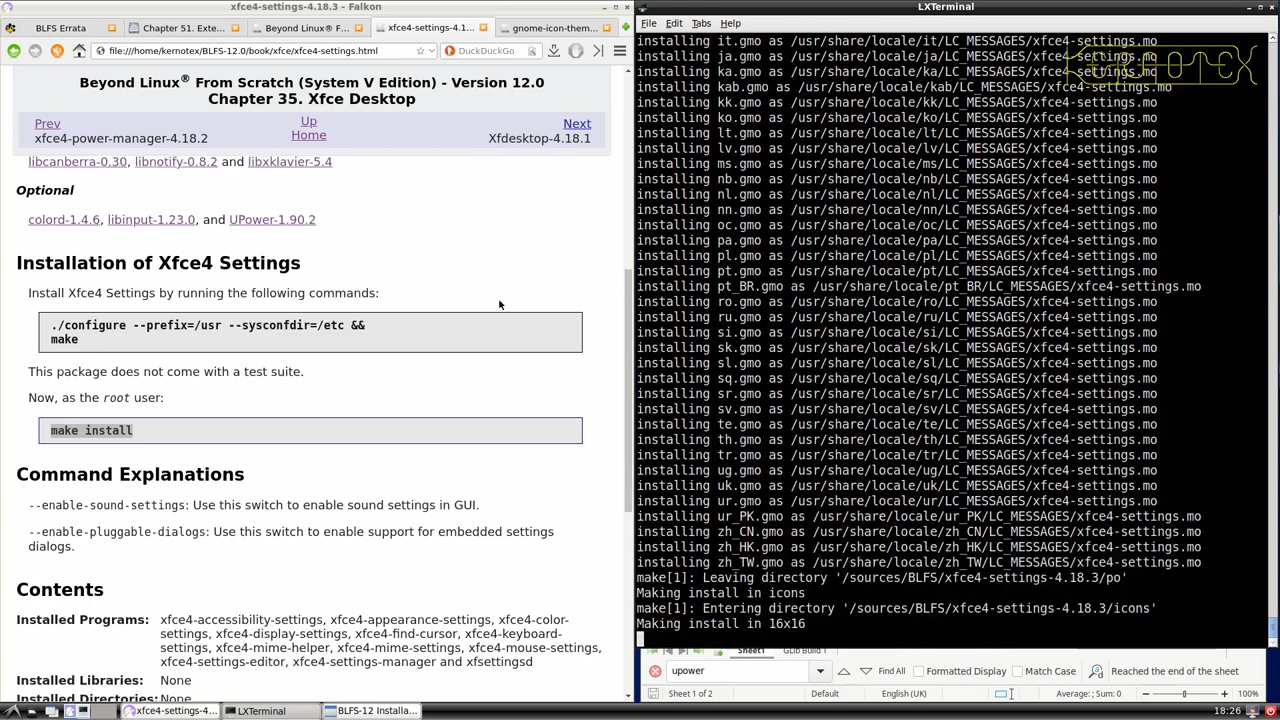 xfce4-settings-4.18.3 - Falkon
BLFS Errata
Chapter 51. Exter
Beyond Linux® F
xfce4-settings-4.1
gnome-icon-them
file:///home/kernotex/BLFS-12.0/book/xfce/xfce4-settings.html
DuckDuckGo
Beyond Linux® From Scratch (System V Edition) - Version 12.0
Chapter 35. Xfce Desktop
Prev
Up
Next
xfce4-power-manager-4.18.2
Home
Xfdesktop-4.18.1
libcanberra-0.30, libnotify-0.8.2 and libxklavier-5.4
Optional
colord-1.4.6, libinput-1.23.0, and UPower-1.90.2
Installation of Xfce4 Settings
Install Xfce4 Settings by running the following commands:
./configure --prefix=/usr --sysconfdir=/etc &&
make
This package does not come with a test suite.
Now, as the root user:
make install
Command Explanations
--enable-sound-settings: Use this switch to enable sound settings in GUI.
--enable-pluggable-dialogs: Use this switch to enable support for embedded settings
dialogs.
Contents
Installed Programs: xfce4-accessibility-settings, xfce4-appearance-settings, xfce4-color-
settings, xfce4-display-settings, xfce4-find-cursor, xfce4-keyboard-
settings, xfce4-mime-helper, xfce4-mime-settings, xfce4-mouse-settings,
xfce4-settings-editor, xfce4-settings-manager and xfsettingsd
Installed Libraries: None
Installed Directories: None
LXTerminal
File Edit Tabs Help
installing it.gmo as /usr/share/locale/it/LC_MESSAGES/xfce4-settings.mo
installing ja.gmo as /usr/share/locale/ja/LC_MESSAGES/xfce4-settings.mo
installing ka.gmo as /usr/share/locale/ka/LC_MESSAGES/xfce4-settings.mo
installing kab.gmo as /usr/share/locale/kab/LC_MESSAGES/xfce4-settings.mo
installing kk.gmo as /usr/share/locale/kk/LC_MESSAGES/xfce4-settings.mo
installing ko.gmo as /usr/share/locale/ko/LC_MESSAGES/xfce4-settings.mo
installing lt.gmo as /usr/share/locale/lt/LC_MESSAGES/xfce4-settings.mo
installing lv.gmo as /usr/share/locale/lv/LC_MESSAGES/xfce4-settings.mo
installing ms.gmo as /usr/share/locale/ms/LC_MESSAGES/xfce4-settings.mo
installing nb.gmo as /usr/share/locale/nb/LC_MESSAGES/xfce4-settings.mo
installing nl.gmo as /usr/share/locale/nl/LC_MESSAGES/xfce4-settings.mo
installing nn.gmo as /usr/share/locale/nn/LC_MESSAGES/xfce4-settings.mo
installing oc.gmo as /usr/share/locale/oc/LC_MESSAGES/xfce4-settings.mo
installing pa.gmo as /usr/share/locale/pa/LC_MESSAGES/xfce4-settings.mo
installing pl.gmo as /usr/share/locale/pl/LC_MESSAGES/xfce4-settings.mo
installing pt.gmo as /usr/share/locale/pt/LC_MESSAGES/xfce4-settings.mo
installing pt_BR.gmo as /usr/share/locale/pt_BR/LC_MESSAGES/xfce4-settings.mo
installing ro.gmo as /usr/share/locale/ro/LC_MESSAGES/xfce4-settings.mo
installing ru.gmo as /usr/share/locale/ru/LC_MESSAGES/xfce4-settings.mo
installing si.gmo as /usr/share/locale/si/LC_MESSAGES/xfce4-settings.mo
installing sk.gmo as /usr/share/locale/sk/LC_MESSAGES/xfce4-settings.mo
installing sl.gmo as /usr/share/locale/sl/LC_MESSAGES/xfce4-settings.mo
installing sq.gmo as /usr/share/locale/sq/LC_MESSAGES/xfce4-settings.mo
installing sr.gmo as /usr/share/locale/sr/LC_MESSAGES/xfce4-settings.mo
installing sv.gmo as /usr/share/locale/sv/LC_MESSAGES/xfce4-settings.mo
installing te.gmo as /usr/share/locale/te/LC_MESSAGES/xfce4-settings.mo
installing th.gmo as /usr/share/locale/th/LC_MESSAGES/xfce4-settings.mo
installing tr.gmo as /usr/share/locale/tr/LC_MESSAGES/xfce4-settings.mo
installing ug.gmo as /usr/share/locale/ug/LC_MESSAGES/xfce4-settings.mo
installing uk.gmo as /usr/share/locale/uk/LC_MESSAGES/xfce4-settings.mo
installing ur.gmo as /usr/share/locale/ur/LC_MESSAGES/xfce4-settings.mo
installing ur_PK.gmo as /usr/share/locale/ur_PK/LC_MESSAGES/xfce4-settings.mo
installing zh_CN.gmo as /usr/share/locale/zh_CN/LC_MESSAGES/xfce4-settings.mo
installing zh_HK.gmo as /usr/share/locale/zh_HK/LC_MESSAGES/xfce4-settings.mo
installing zh_TW.gmo as /usr/share/locale/zh_TW/LC_MESSAGES/xfce4-settings.mo
make[1]: Leaving directory '/sources/BLFS/xfce4-settings-4.18.3/po'
Making install in icons
make[1]: Entering directory '/sources/BLFS/xfce4-settings-4.18.3/icons'
Making install in 16x16
KERNOTEX
Sheet1
GLib Build 1
upower
Find All
Formatted Display
Match Case
Reached the end of the sheet
Sheet 1 of 2
Default
English (UK)
Average: ; Sum: 0
100%
xfce4-settings-4...
LXTerminal
BLFS-12 Installa...
18:26